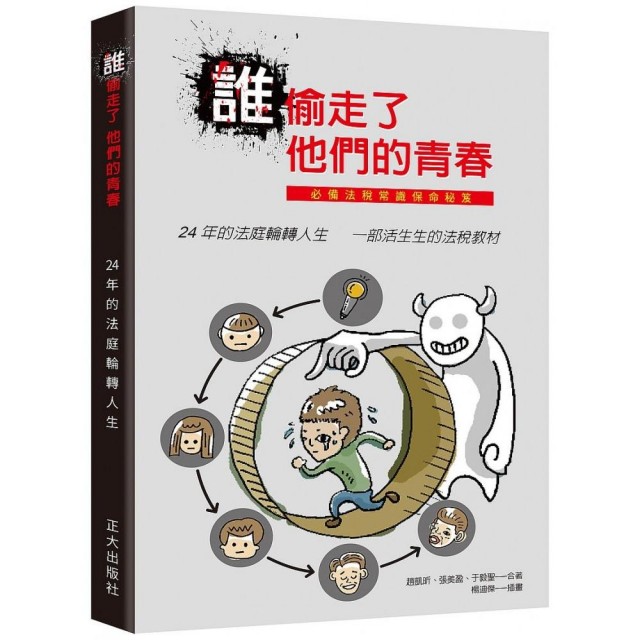 誰
偷走了
他們的青春
必備法稅常識保命秘笈
24年的法庭輪轉人生 一部活生生的法稅教材
趙凱昕、張美盈、于毅聖──合著
楊迪傑──插畫
誰偷走了 他們的青春
24年的法庭輪轉人生
正大出版社